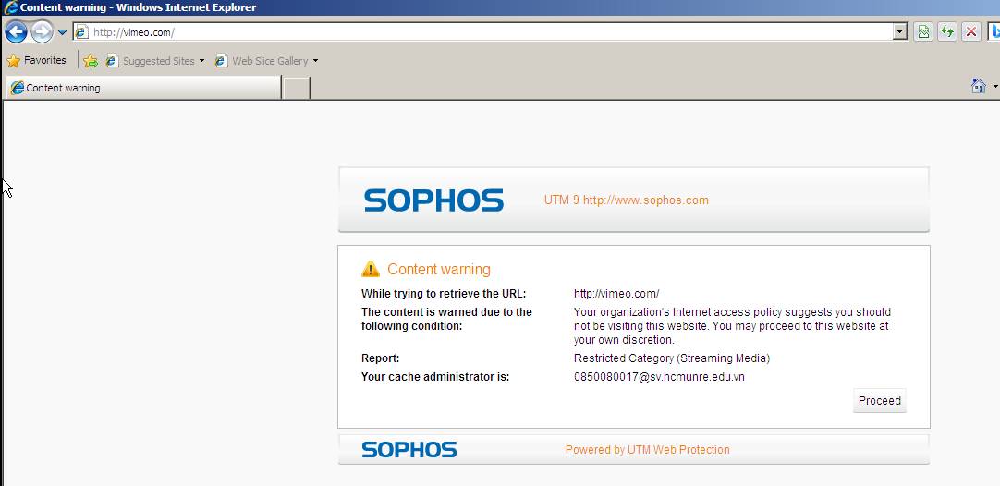 Content warning - Windows Internet Explorer
http://vimeo.com/
Favorites Suggested Sites Web Slice Gallery
Content warning
SOPHOS UTM 9 http://www.sophos.com
Content warning
While trying to retrieve the URL: http://vimeo.com/
The content is warned due to the following condition: Your organization's Internet access policy suggests you should
not be visiting this website. You may proceed to this website at
your own discretion.
Report: Restricted Category (Streaming Media)
Your cache administrator is: 0850080017@sv.hcmunre.edu.vn
Proceed
SOPHOS Powered by UTM Web Protection